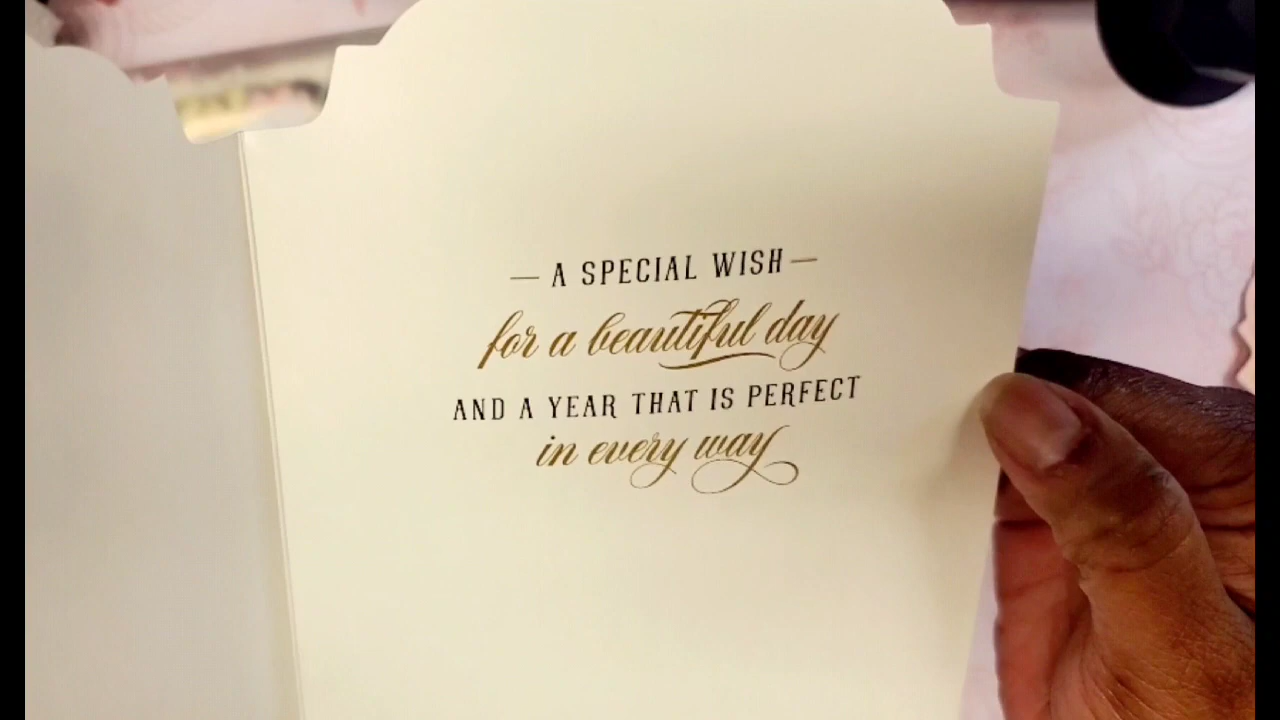 — A SPECIAL WISH —
for a beautiful day
AND A YEAR THAT IS PERFECT
in every way